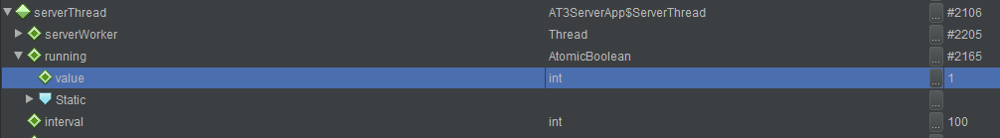 serverThread AT3ServerApp$ServerThread ... #2106
serverWorker Thread ... #2205
running AtomicBoolean ... #2165
value int ... 1
Static ...
interval int ... 100